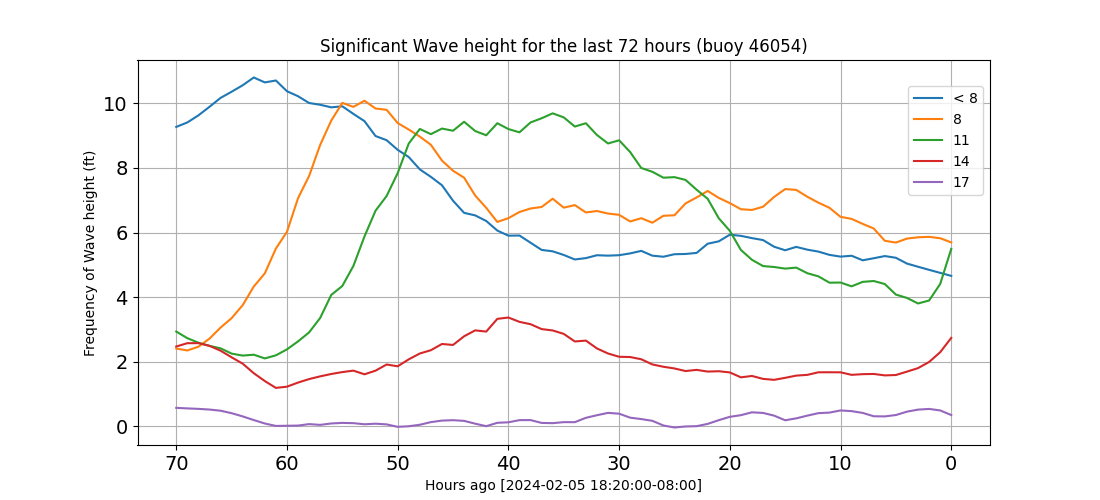 Significant Wave height for the last 72 hours (buoy 46054)
Frequency of Wave height (ft)
10
8
6
4
2
0
< 8
8
11
14
17
70 60 50 40 30 20 10 0
Hours ago [2024-02-05 18:20:00-08:00]